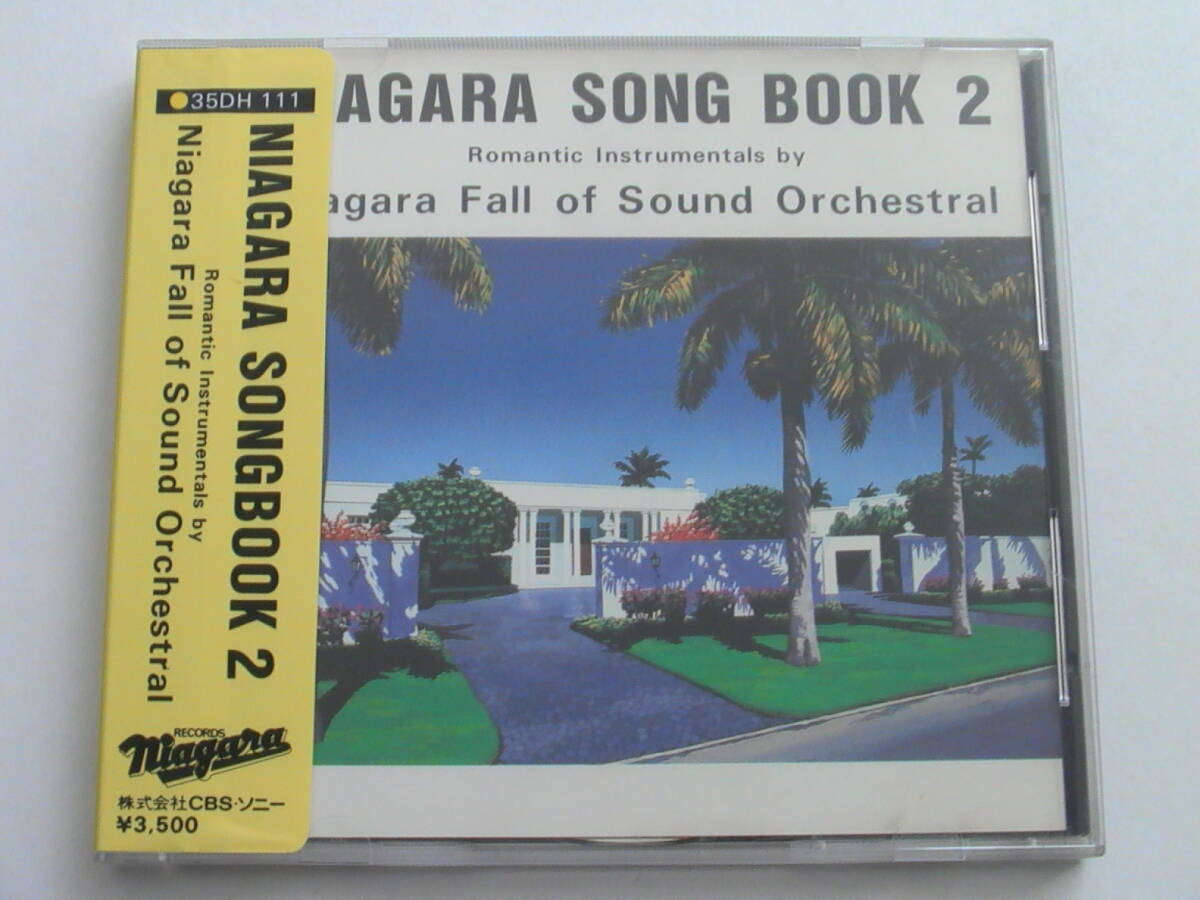 35DH 111
NIAGARA SONGBOOK 2
Romantic Instrumentals by
Niagara Fall of Sound Orchestral
RECORDS
Niagara
株式会社CBS・ソニー
¥3,500
AGARA SONG BOOK 2
Romantic Instrumentals by
agara Fall of Sound Orchestral